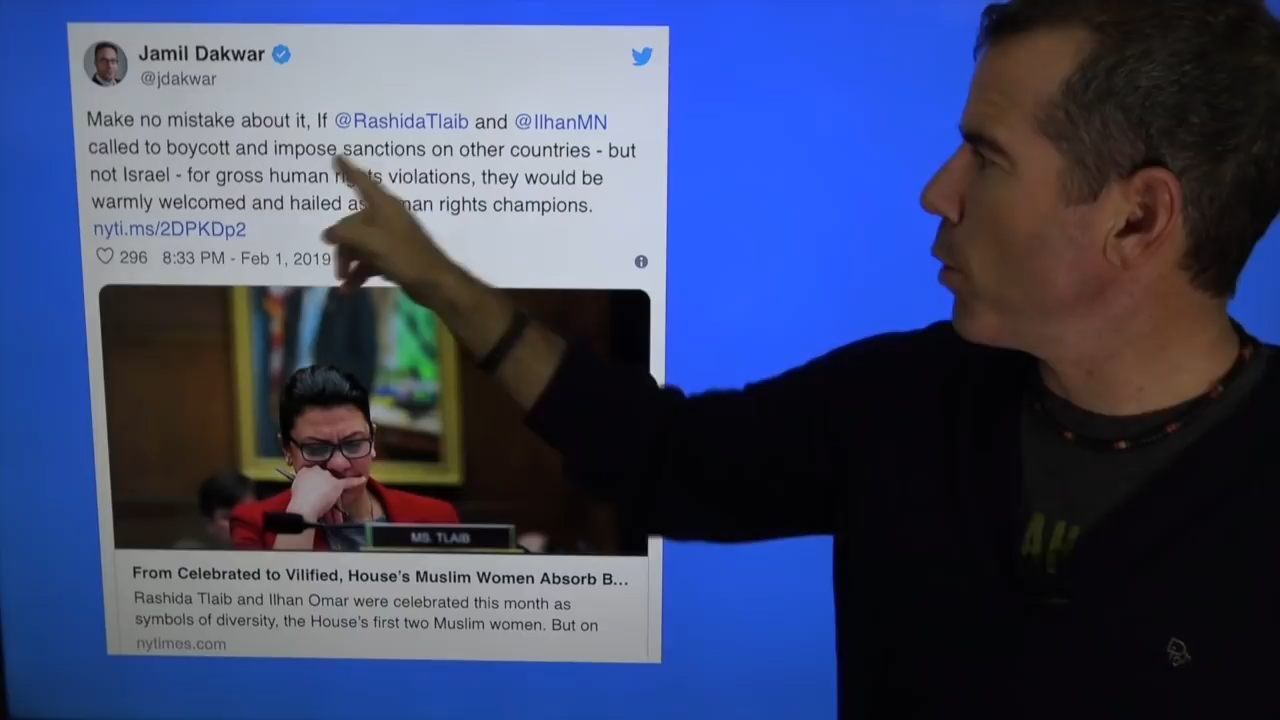 Jamil Dakwar
@jdakwar
Make no mistake about it, If @RashidaTlaib and @IlhanMN
called to boycott and impose sanctions on other countries - but
not Israel - for gross human violations, they would be
warmly welcomed and hailed as rights champions.
nyti.ms/2DPKDp2
296 8:33 PM - Feb 1, 2019
MS. TLAIB
From Celebrated to Vilified, House's Muslim Women Absorb B...
Rashida Tlaib and Ilhan Omar were celebrated this month as
symbols of diversity, the House's first two Muslim women. But on
nytimes.com